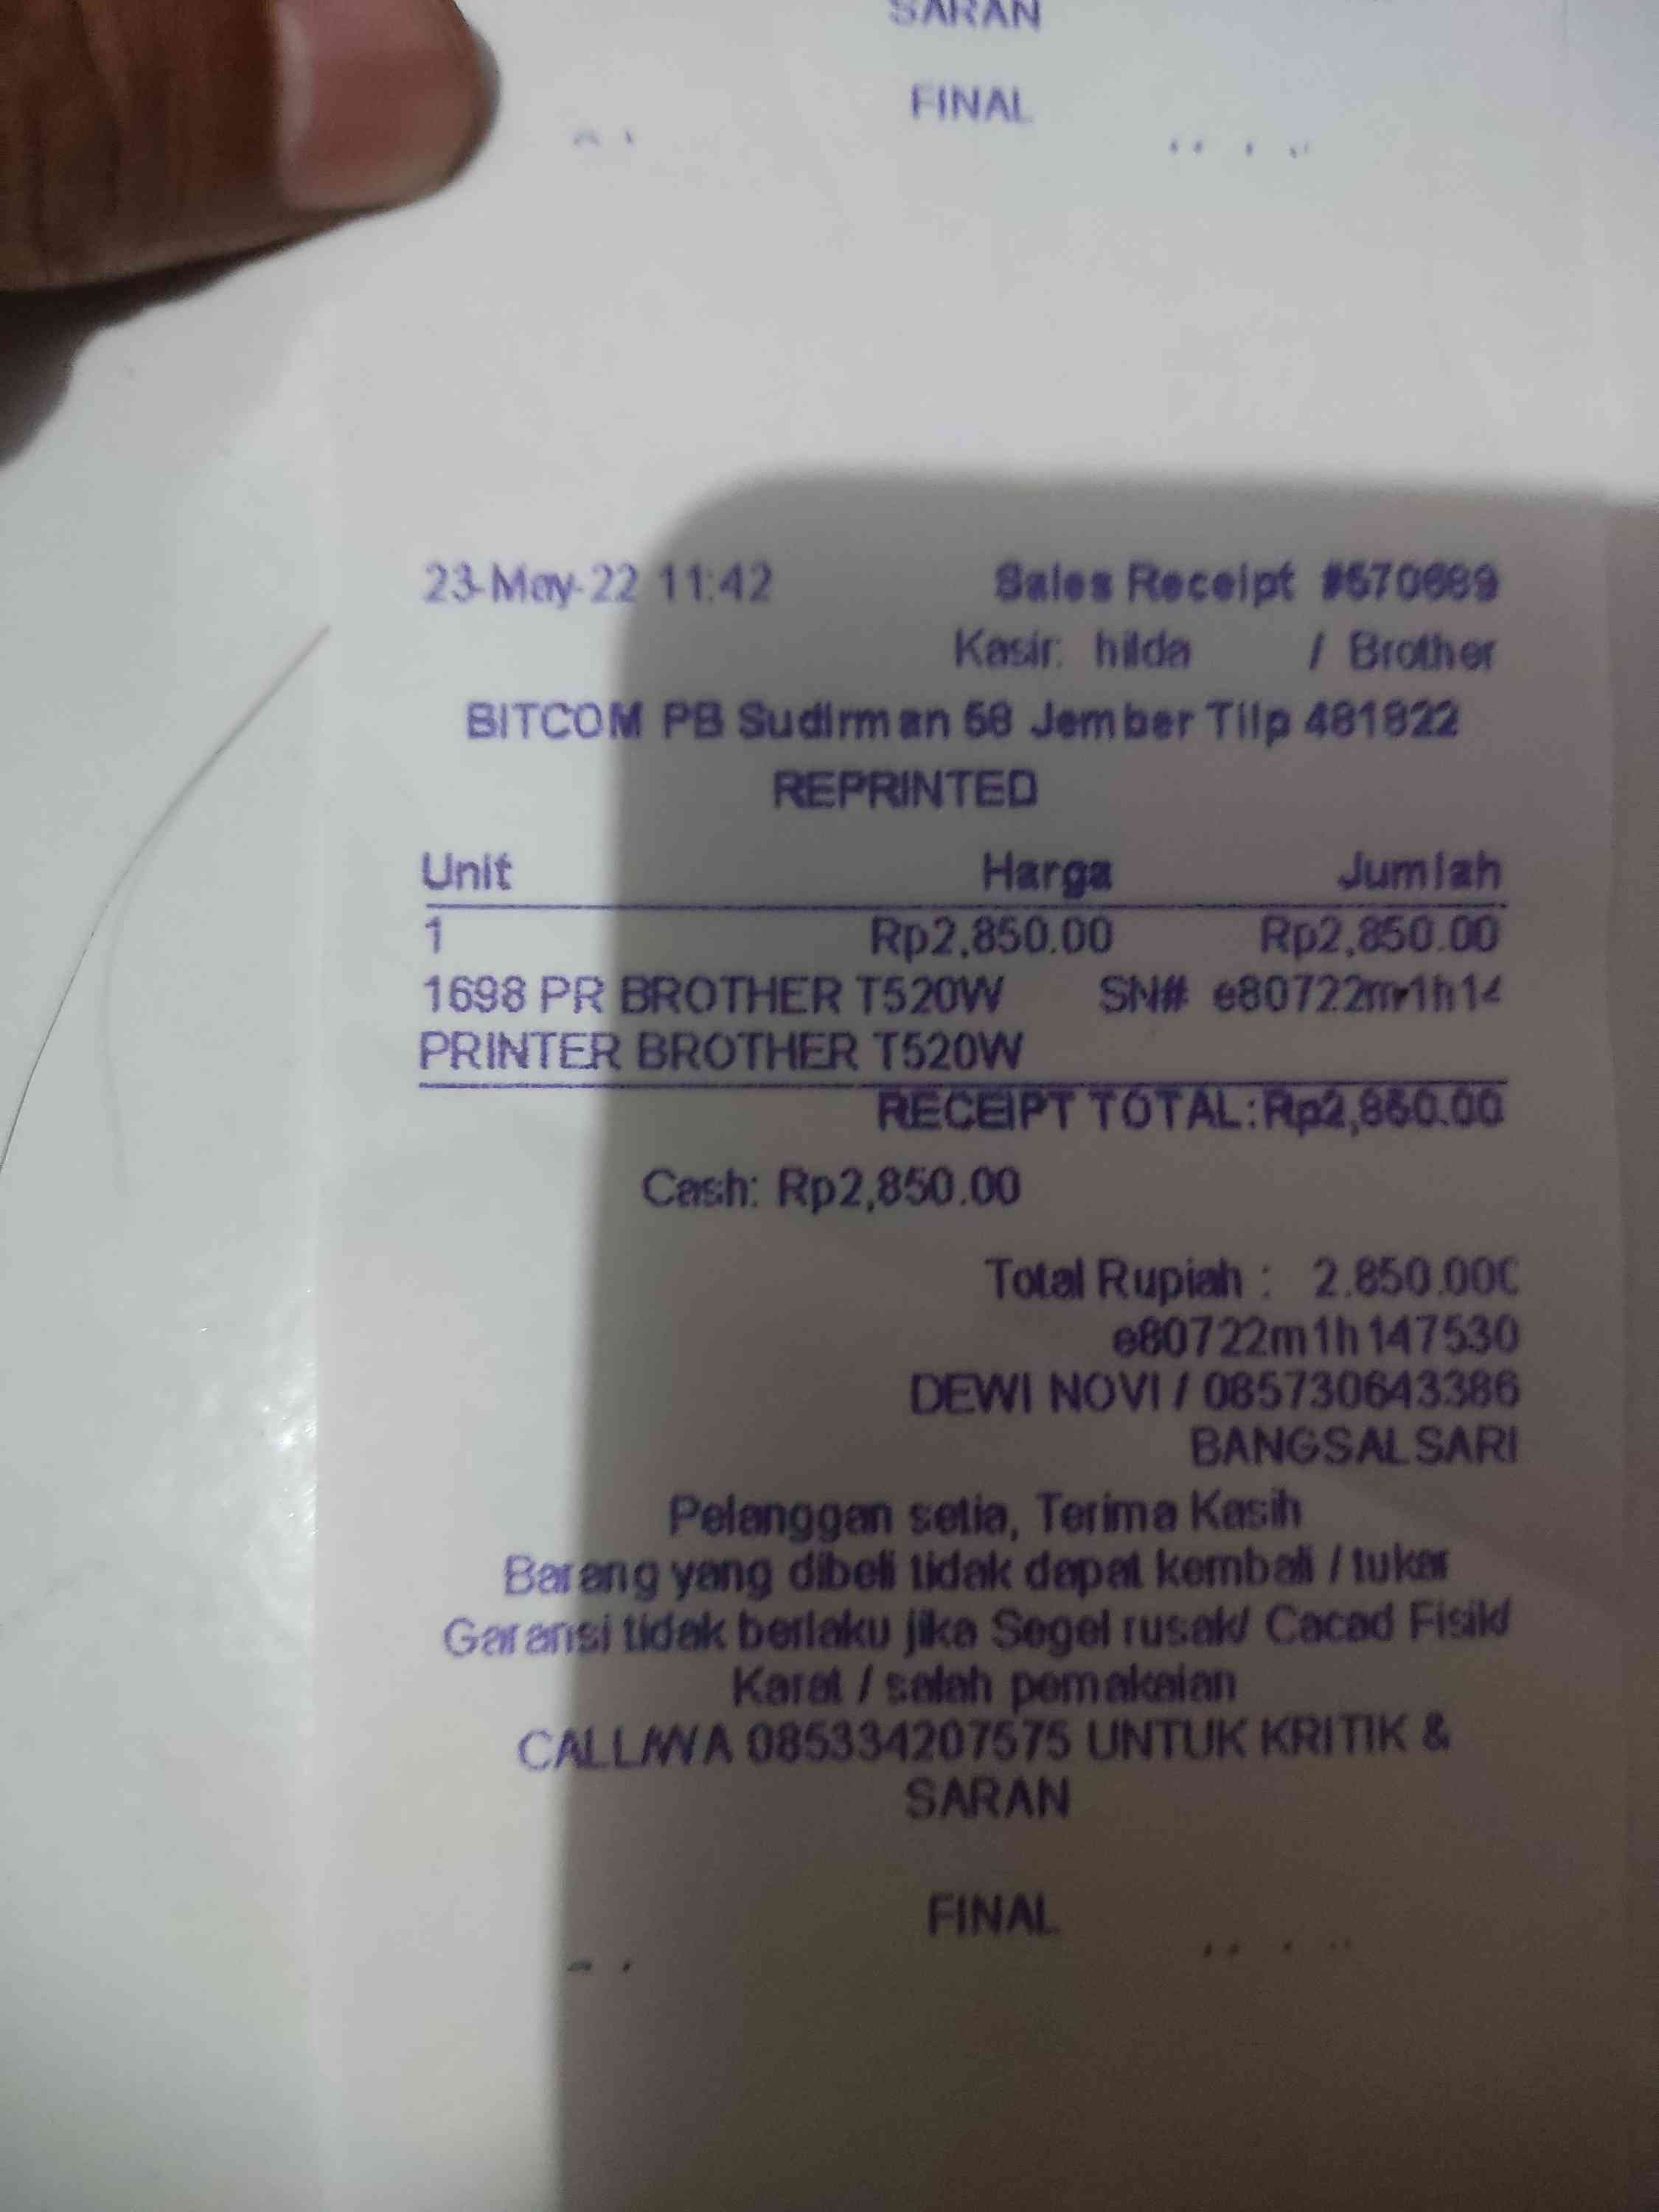 SARAN
FINAL
23-May-22 11:42 Sales Receipt #570689
Kasir: hilda / Brother
BITCOM PB Sudirman 58 Jember Tllp 481822
REPRINTED
Unit Harga Jumlah
1 Rp2,850.00 Rp2,850.00
1698 PR BROTHER T520W SN# e80722m1h14
PRINTER BROTHER T520W
RECEIPT TOTAL: Rp2,850.00
Cash: Rp2,850.00
Total Rupiah : 2.850.000
e80722m1h147530
DEWI NOVI / 085730643386
BANGSALSARI
Pelanggan setia, Terima Kasih
Barang yang dibeli tidak dapat kembali / tukar
Garansi tidak berlaku jika Segel rusak/ Cacad Fisik/
Karat / salah pemakaian
CALL/WA 085334207575 UNTUK KRITIK &
SARAN
FINAL